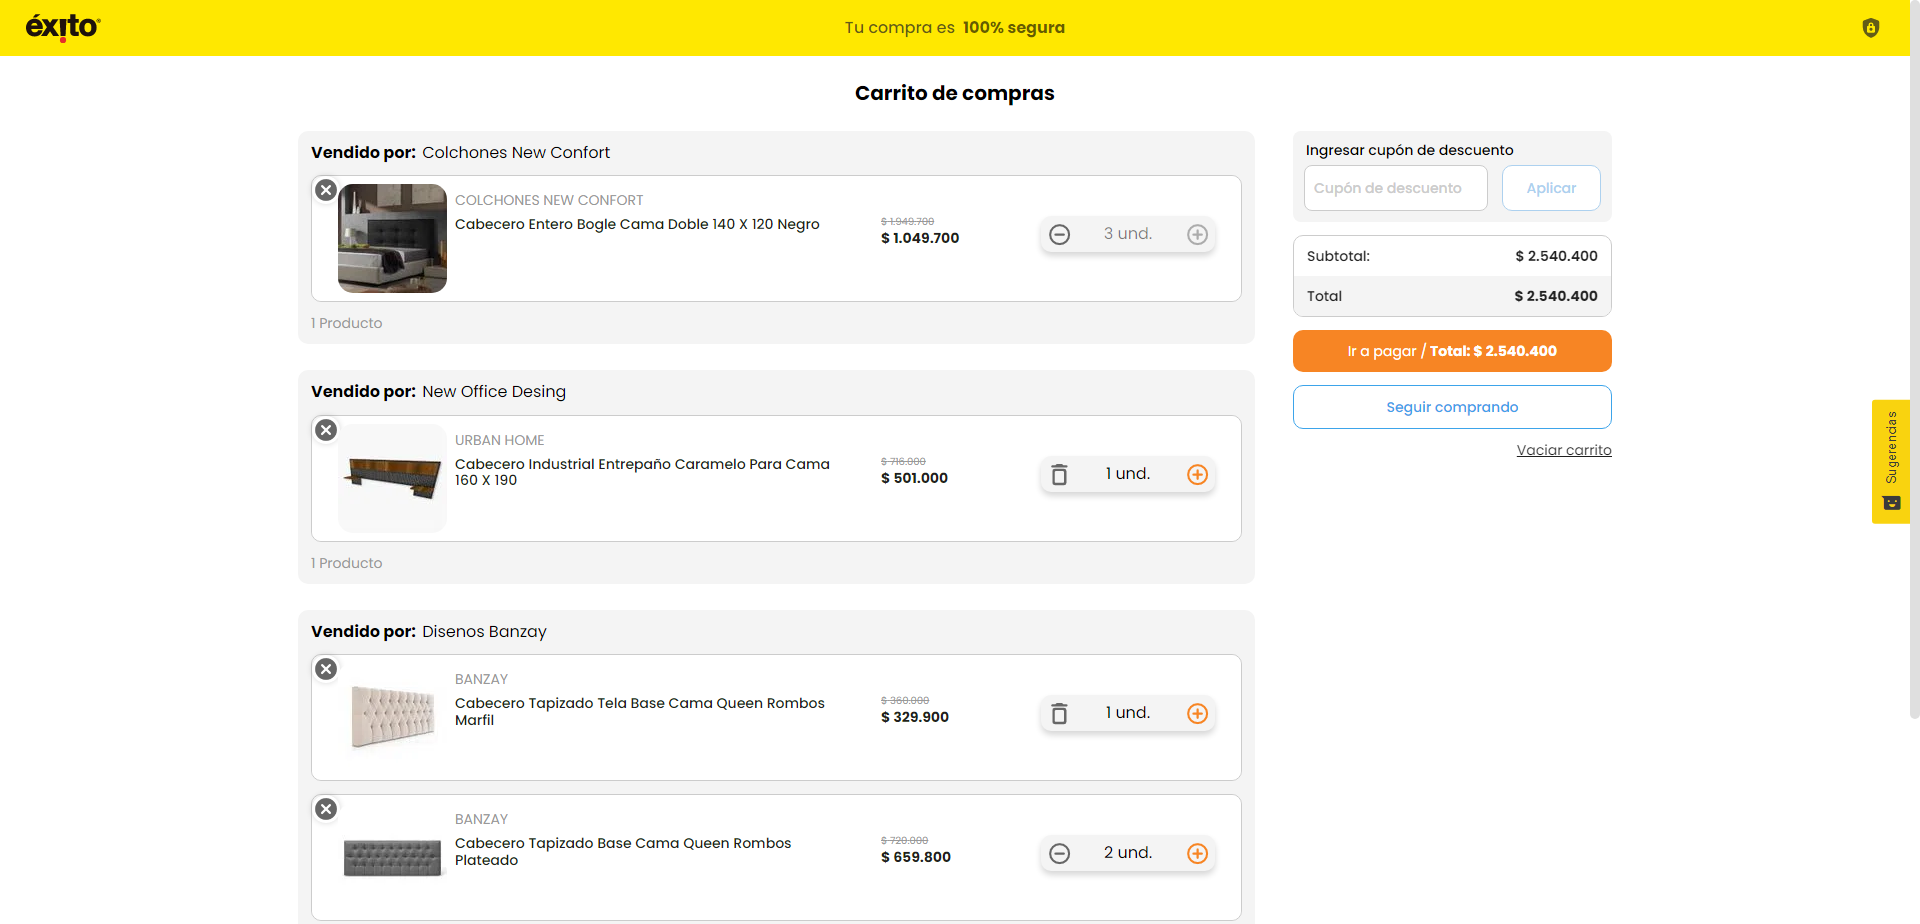 éxito
Tu compra es 100% segura
Carrito de compras
Vendido por: Colchones New Confort
COLCHONES NEW CONFORT
Cabecero Entero Bogle Cama Doble 140 X 120 Negro
$ 1.949.700
$ 1.049.700
3 und.
1 Producto
Vendido por: New Office Desing
URBAN HOME
Cabecero Industrial Entrepaño Caramelo Para Cama
160 X 190
$ 716.000
$ 501.000
1 und.
1 Producto
Vendido por: Disenos Banzay
BANZAY
Cabecero Tapizado Tela Base Cama Queen Rombos
Marfil
$ 360.000
$ 329.900
1 und.
BANZAY
Cabecero Tapizado Base Cama Queen Rombos
Plateado
$ 720.000
$ 659.800
2 und.
Ingresar cupón de descuento
Cupón de descuento
Aplicar
Subtotal: $ 2.540.400
Total $ 2.540.400
Ir a pagar / Total: $ 2.540.400
Seguir comprando
Vaciar carrito
Sugerencias